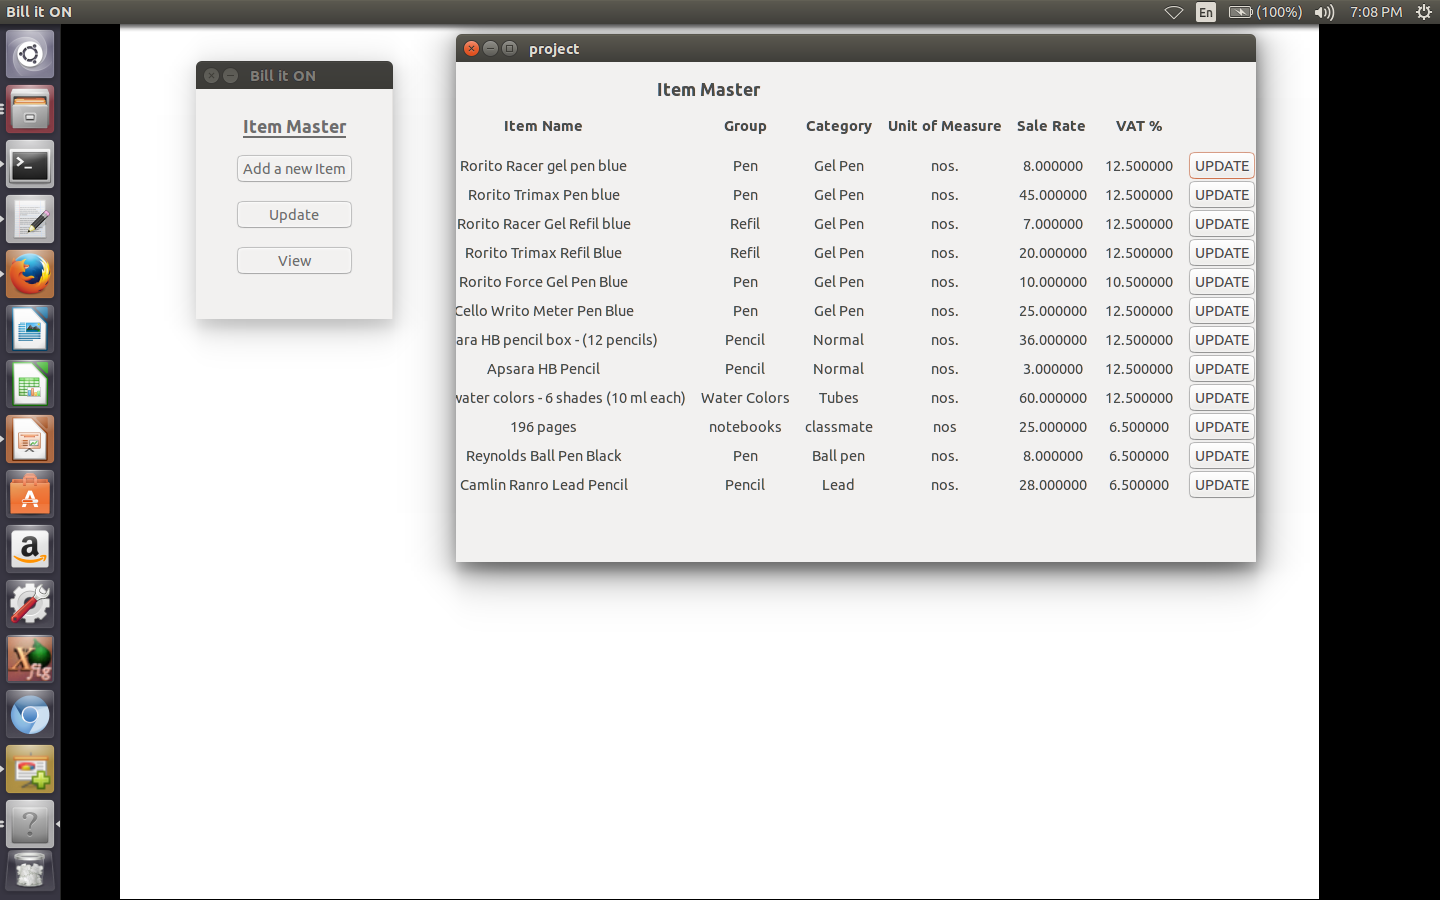 Bill it ON
En
(100%)
7:08 PM
Bill it ON
Item Master
Add a new Item
Update
View
project
Item Master
Item Name Group Category Unit of Measure Sale Rate VAT %
Rorito Racer gel pen blue Pen Gel Pen nos. 8.000000 12.500000 UPDATE
Rorito Trimax Pen blue Pen Gel Pen nos. 45.000000 12.500000 UPDATE
Rorito Racer Gel Refil blue Refil Gel Pen nos. 7.000000 12.500000 UPDATE
Rorito Trimax Refil Blue Refil Gel Pen nos. 20.000000 12.500000 UPDATE
Rorito Force Gel Pen Blue Pen Gel Pen nos. 10.000000 10.500000 UPDATE
Cello Writo Meter Pen Blue Pen Gel Pen nos. 25.000000 12.500000 UPDATE
ara HB pencil box - (12 pencils) Pencil Normal nos. 36.000000 12.500000 UPDATE
Apsara HB Pencil Pencil Normal nos. 3.000000 12.500000 UPDATE
water colors - 6 shades (10 ml each) Water Colors Tubes nos. 60.000000 12.500000 UPDATE
196 pages notebooks classmate nos 25.000000 6.500000 UPDATE
Reynolds Ball Pen Black Pen Ball pen nos. 8.000000 6.500000 UPDATE
Camlin Ranro Lead Pencil Pencil Lead nos. 28.000000 6.500000 UPDATE
X
fig